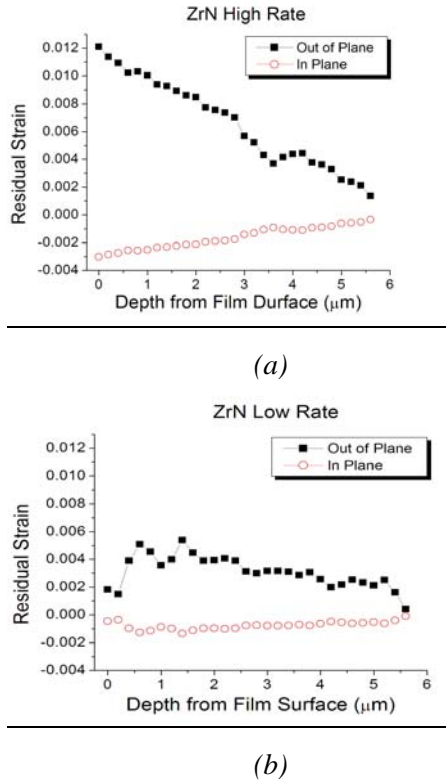 ZrN High Rate
0.012
0.010
0.008
0.006
0.004
0.002
0.000
-0.002
-0.004
Residual Strain
Out of Plane
In Plane
0 1 2 3 4 5 6
Depth from Film Durface (μm)
(a)
ZrN Low Rate
0.012
0.010
0.008
0.006
0.004
0.002
0.000
-0.002
-0.004
Residual Strain
Out of Plane
In Plane
0 1 2 3 4 5 6
Depth from Film Surface (μm)
(b)